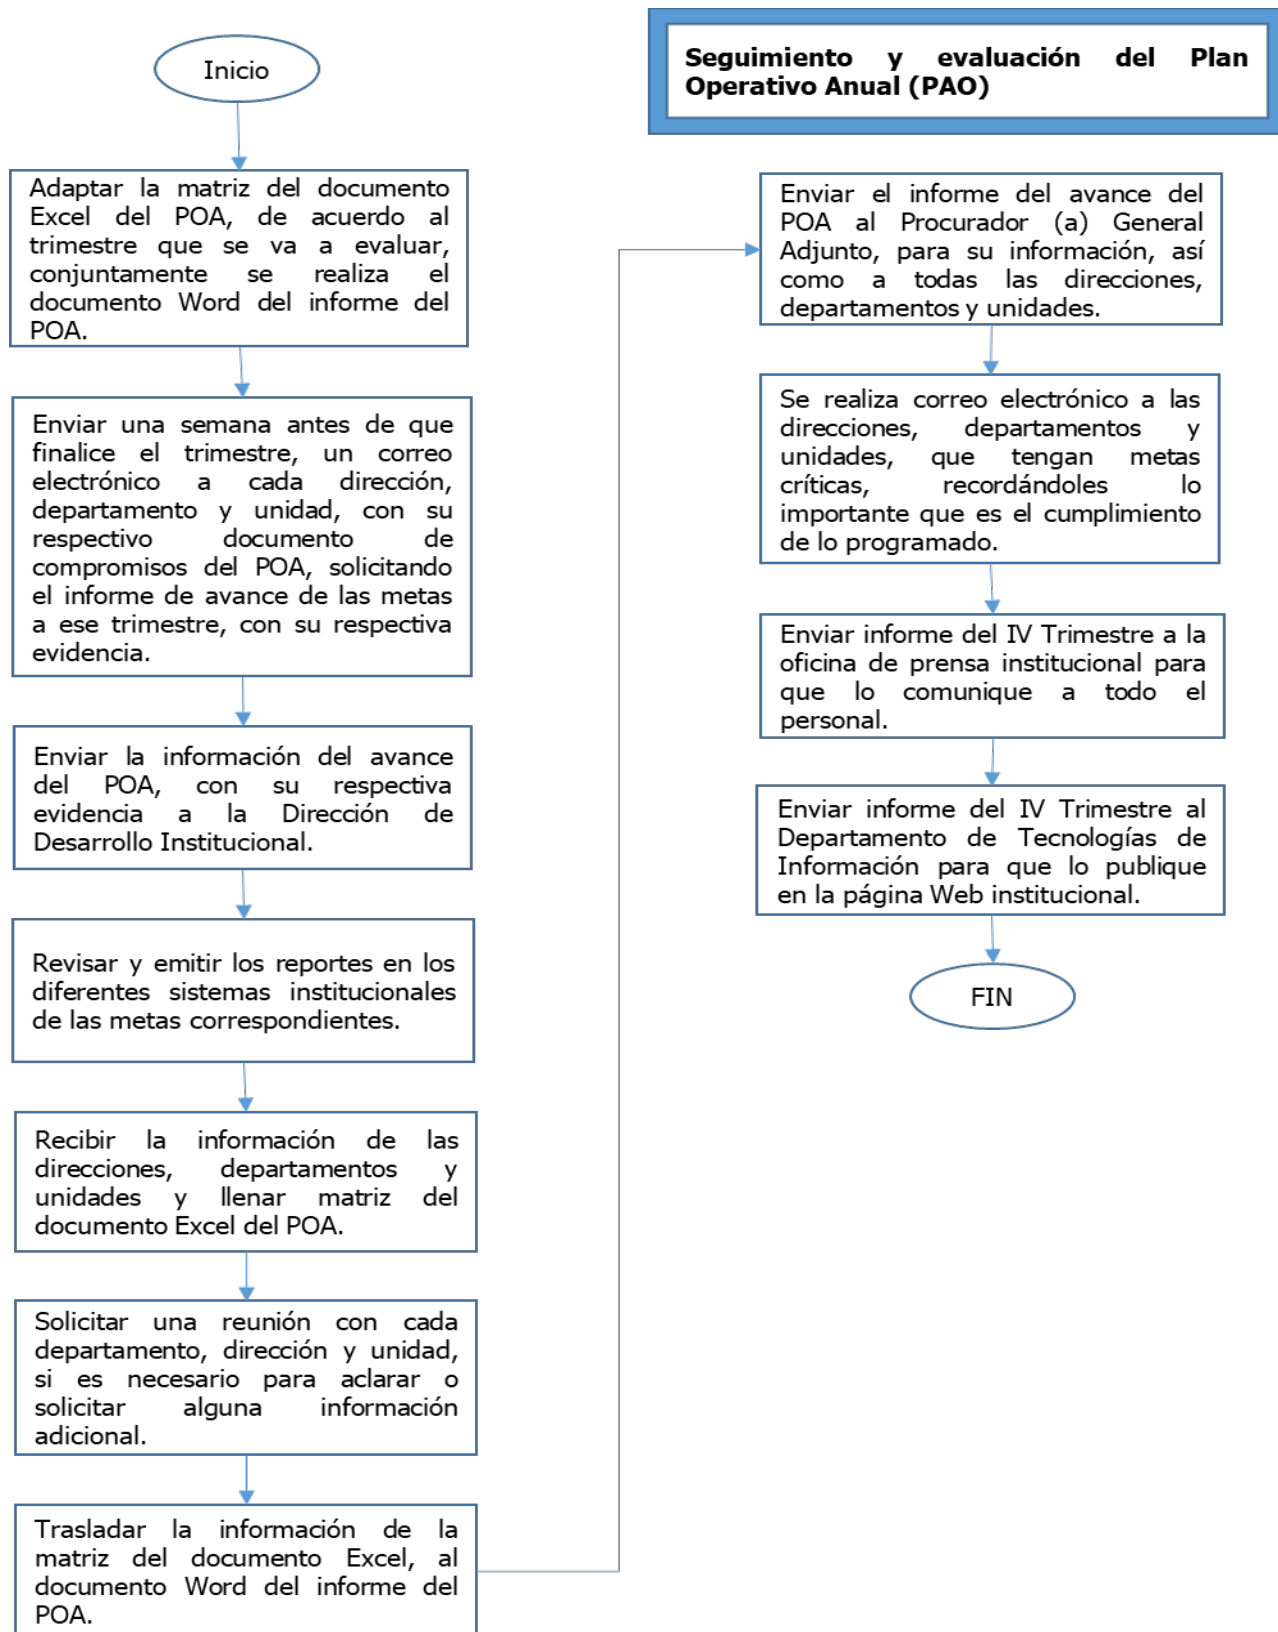 Seguimiento y evaluación del Plan
Operativo Anual (PAO)
Inicio
Adaptar la matriz del documento
Excel del POA, de acuerdo al
trimestre que se va a evaluar,
conjuntamente se realiza el
documento Word del informe del
POA.
Enviar una semana antes de que
finalice el trimestre, un correo
electrónico a cada dirección,
departamento y unidad, con su
respectivo documento de
compromisos del POA, solicitando
el informe de avance de las metas
a ese trimestre, con su respectiva
evidencia.
Enviar la información del avance
del POA, con su respectiva
evidencia a la Dirección de
Desarrollo Institucional.
Revisar y emitir los reportes en los
diferentes sistemas institucionales
de las metas correspondientes.
Recibir la información de las
direcciones, departamentos y
unidades y llenar matriz del
documento Excel del POA.
Solicitar una reunión con cada
departamento, dirección y unidad,
si es necesario para aclarar o
solicitar alguna información
adicional.
Trasladar la información de la
matriz del documento Excel, al
documento Word del informe del
POA.
Enviar el informe del avance del
POA al Procurador (a) General
Adjunto, para su información, así
como a todas las direcciones,
departamentos y unidades.
Se realiza correo electrónico a las
direcciones, departamentos y
unidades, que tengan metas
críticas, recordándoles lo
importante que es el cumplimiento
de lo programado.
Enviar informe del IV Trimestre a la
oficina de prensa institucional para
que lo comunique a todo el
personal.
Enviar informe del IV Trimestre al
Departamento de Tecnologías de
Información para que lo publique
en la página Web institucional.
FIN